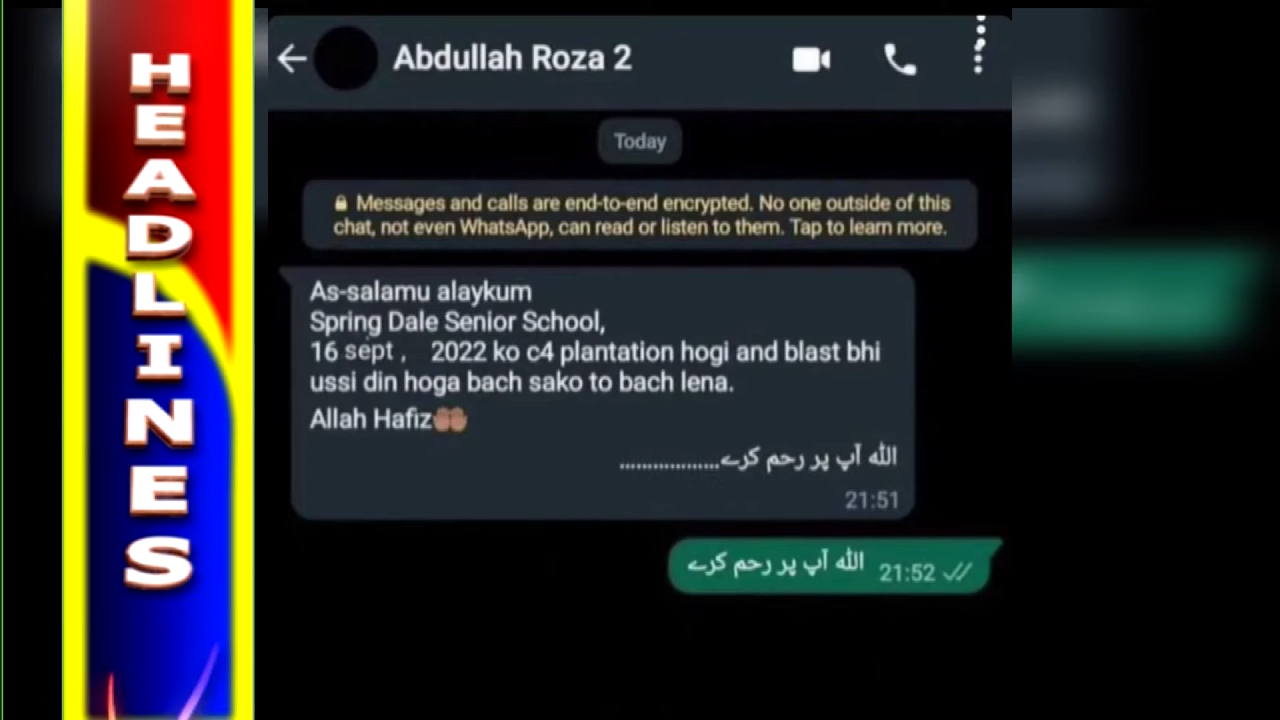 HEADLINES
Abdullah Roza 2
Today
Messages and calls are end-to-end encrypted. No one outside of this
chat, not even WhatsApp, can read or listen to them. Tap to learn more.
As-salamu alaykum
Spring Dale Senior School,
16 sept , 2022 ko c4 plantation hogi and blast bhi
ussi din hoga bach sako to bach lena.
Allah Hafiz🤲🏽
الله آپ پر رحم کرے..................
21:51
الله آپ پر رحم کرے 21:52